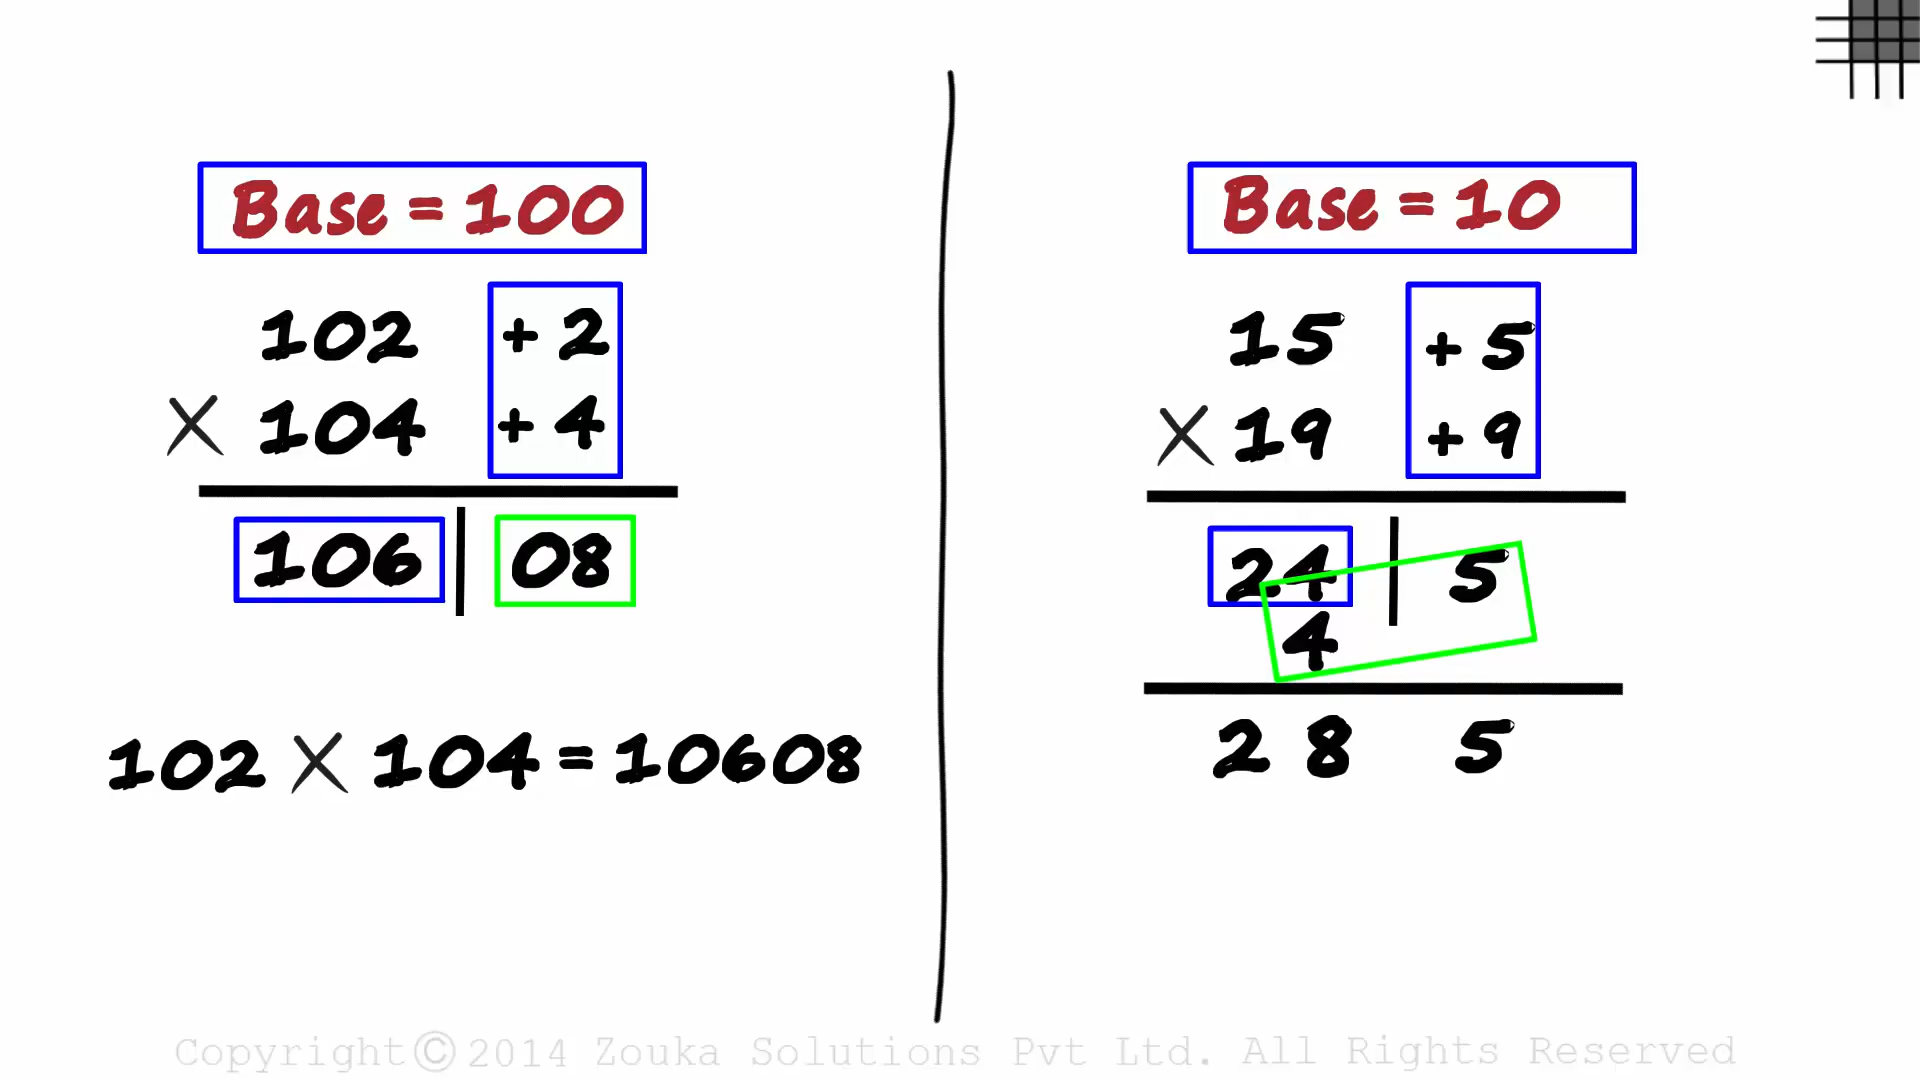 Base = 100
102 + 2
× 104 + 4
106 | 08
102 × 104 = 10608
Base = 10
15 + 5
× 19 + 9
24 | 5
4
2 8 5
Copyright©2014 Zouka Solutions Pvt Ltd. All Rights Reserved